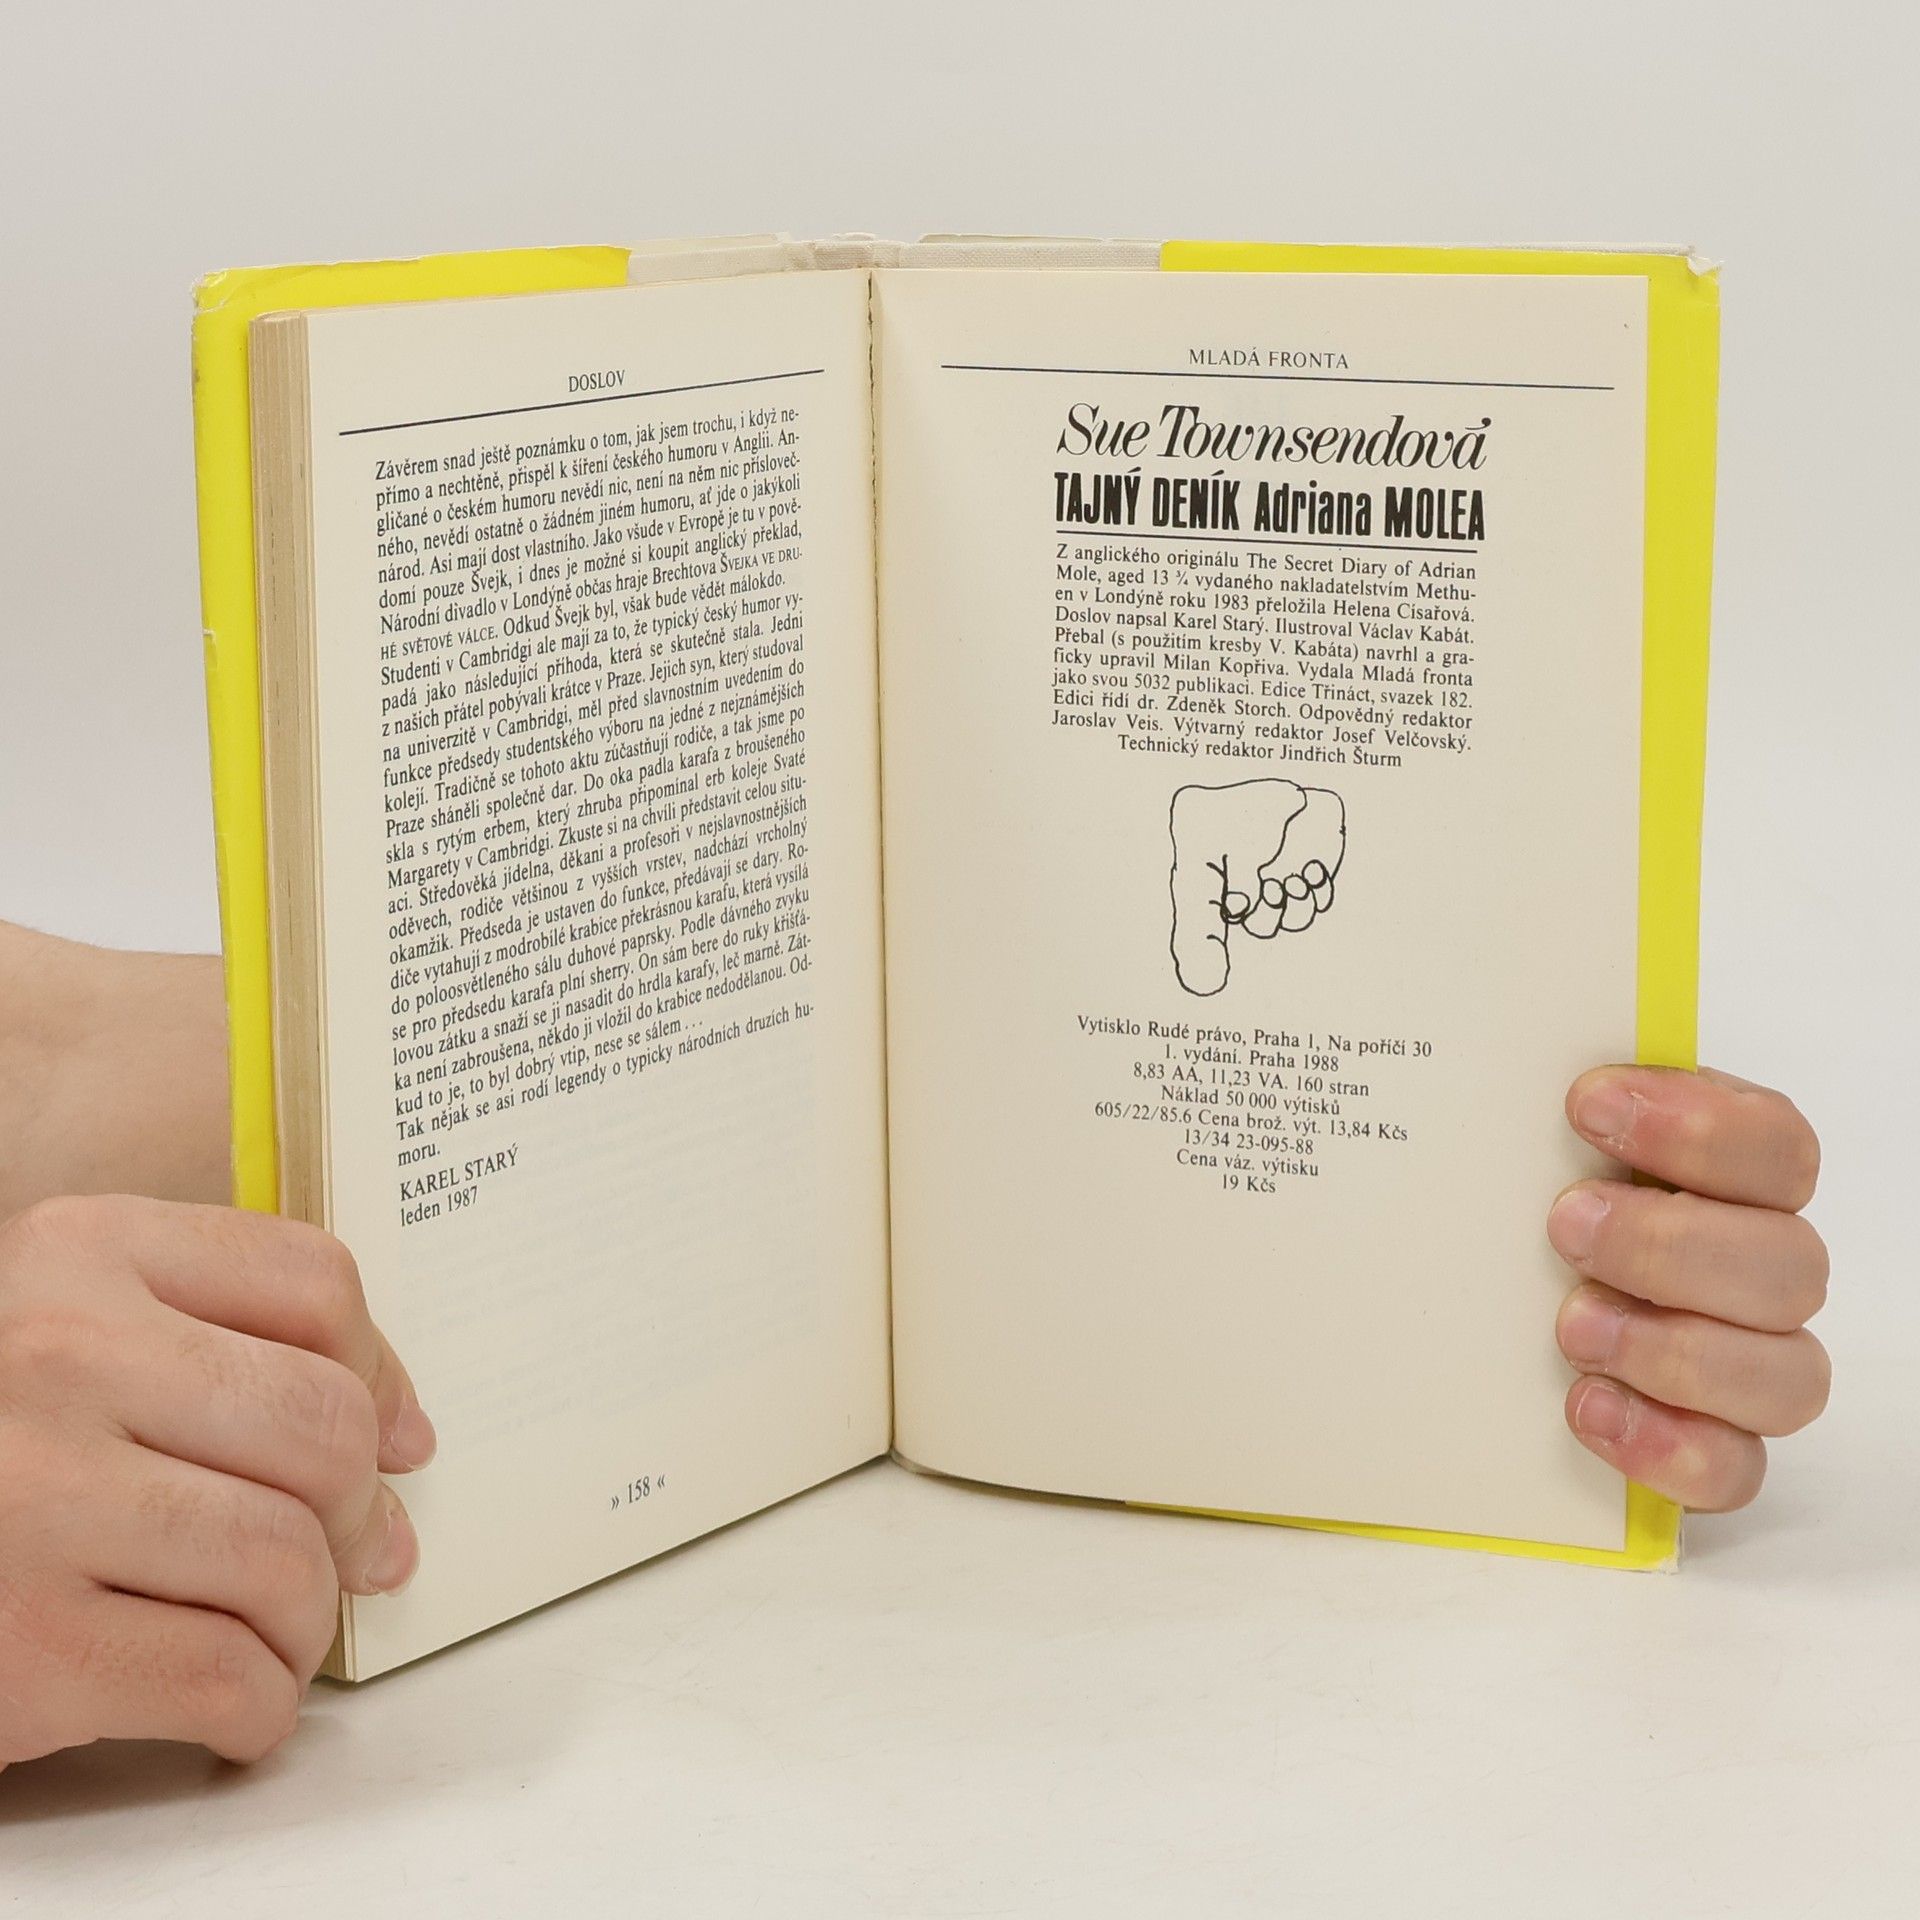 DOSLOV
Závěrem snad ještě poznámku o tom, jak jsem trochu, i když ne-
přímo a nechtěně, přispěl k šíření českého humoru v Anglii. An-
gličané o českém humoru nevědí nic, není na něm nic příslověč-
ného, nevědí ostatně o žádném jiném humoru, ať jde o jakýkoli
národ. Asi mají dost vlastního. Jako všude v Evropě je tu v pově-
domí pouze Švejk, i dnes je možné si koupit anglický překlad,
Národní divadlo v Londýně občas hraje Brechtova ŠVEJKA VE DRU-
HÉ SVĚTOVÉ VÁLCE. Odkud Švejk byl, však bude vědět málokdo.
Studenti v Cambridgi ale mají za to, že typický český humor vy-
padá jako následující příhoda, která se skutečně stala. Jedni
z našich přátel pobývali krátce v Praze. Jejich syn, který studoval
na univerzitě v Cambridgi, měl před slavnostním uvedením do
funkce předsedy studentského výboru na jedné z nejznámějších
kolejí. Tradičně se tohoto aktu zúčastňují rodiče, a tak jsme po
Praze sháněli společně dar. Do oka padla karafa z broušeného
skla s rytým erbem, který zhruba připomínal erb koleje Svaté
Margarety v Cambridgi. Zkuste si na chvíli představit celou situ-
aci. Středověká jídelna, děkani a profesoři v nejslavnostnějších
oděvech, rodiče většinou z vyšších vrstev, nadchází vrcholný
okamžik. Předseda je ustaven do funkce, předávají se dary. Ro-
diče vytahují z modrobílé krabice překrásnou karafu, která vysílá
do poloosvětleného sálu duhové paprsky. Podle dávného zvyku
se pro předsedu karafa plní sherry. On sám bere do ruky křišťá-
lovou zátku a snaží se ji nasadit do hrdla karafy, leč marně. Zát-
ka není zabroušena, někdo ji vložil do krabice nedodělanou. Od-
kud to je, to byl dobrý vtip, nese se sálem ...
Tak nějak se asi rodí legendy o typicky národních druzích hu-
moru.
KAREL STARÝ
leden 1987
» 158 «
MLADÁ FRONTA
Sue Townsendová
TAJNÝ DENÍK Adriana MOLEA
Z anglického originálu The Secret Diary of Adrian
Mole, aged 13 ¾ vydaného nakladatelstvím Methu-
en v Londýně roku 1983 přeložila Helena Císařová.
Doslov napsal Karel Starý. Ilustroval Václav Kabát.
Přebal (s použitím kresby V. Kabáta) navrhl a gra-
ficky upravil Milan Kopřiva. Vydala Mladá fronta
jako svou 5032 publikaci. Edice Třináct, svazek 182.
Edici řídí dr. Zdeněk Storch. Odpovědný redaktor
Jaroslav Veis. Výtvarný redaktor Josef Velčovský.
Technický redaktor Jindřich Šturm
Vytisklo Rudé právo, Praha 1, Na poříčí 30
1. vydání. Praha 1988
8,83 AA, 11,23 VA. 160 stran
Náklad 50 000 výtisků
605/22/85.6 Cena brož. výt. 13,84 Kčs
13/34 23-095-88
Cena váz. výtisku
19 Kčs